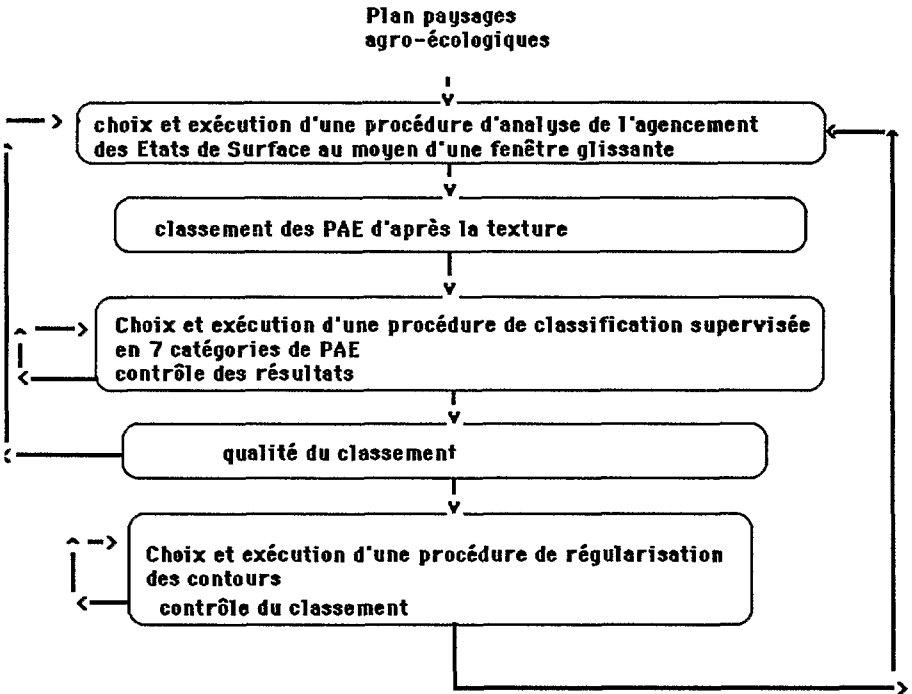 Plan paysages
agro-écologiques
choix et exécution d'une procédure d'analyse de l'agencement
des Etats de Surface au moyen d'une fenêtre glissante
classement des PAE d'après la texture
Choix et exécution d'une procédure de classification supervisée
en 7 catégories de PAE
contrôle des résultats
qualité du classement
Choix et exécution d'une procédure de régularisation
des contours
contrôle du classement